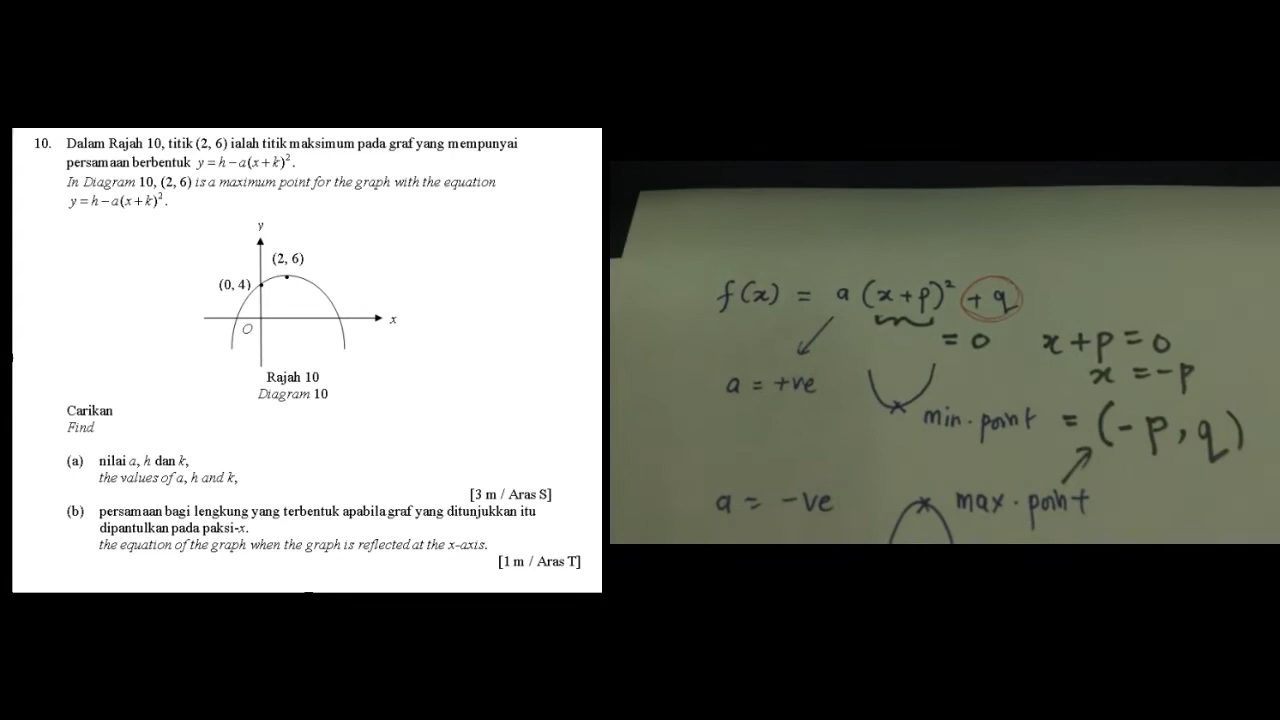 10. Dalam Rajah 10, titik (2, 6) ialah titik maksimum pada graf yang mempunyai
persamaan berbentuk y = h − a(x + k)².
In Diagram 10, (2, 6) is a maximum point for the graph with the equation
y = h − a(x + k)².
y
(2, 6)
(0, 4)
x
O
Rajah 10
Diagram 10
Carikan
Find
(a) nilai a, h dan k,
the values of a, h and k,
[3 m / Aras S]
(b) persamaan bagi lengkung yang terbentuk apabila graf yang ditunjukkan itu
dipantulkan pada paksi-x.
the equation of the graph when the graph is reflected at the x-axis.
[1 m / Aras T]
f(x) = a (x+p)² + q
= 0 x + p = 0
x = -p
a = +ve
min. point = (-p, q)
a = -ve max. point